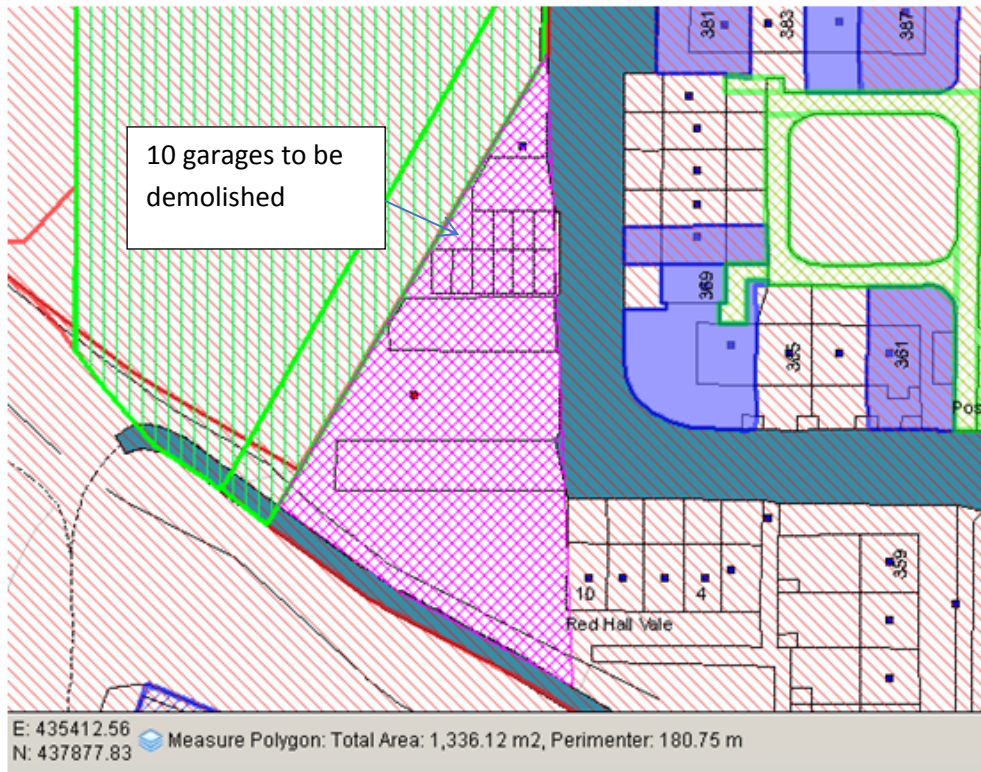 381
383
387
10 garages to be
demolished
369
365
361
Pos
359
10
4
Red Hall Vale
E: 435412.56
N: 437877.83
Measure Polygon: Total Area: 1,336.12 m2, Perimenter: 180.75 m